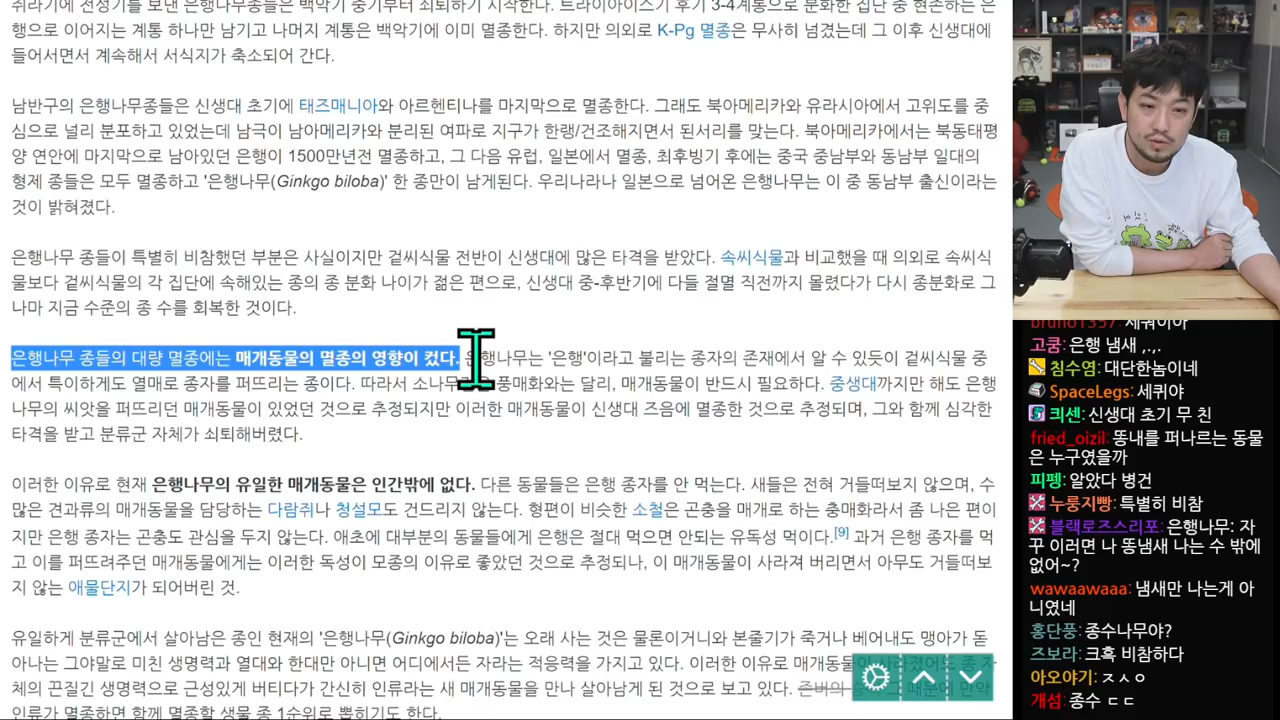 쥐라기에 전성기를 보낸 은행나무종들은 백악기 중기부터 쇠퇴하기 시작한다. 트라이아이스기 후기 3-4계통으로 분화한 집단 중 현존하는 은
행으로 이어지는 계통 하나만 남기고 나머지 계통은 백악기에 이미 멸종한다. 하지만 의외로 K-Pg 멸종은 무사히 넘겼는데 그 이후 신생대에
들어서면서 계속해서 서식지가 축소되어 간다.
남반구의 은행나무종들은 신생대 초기에 태즈매니아와 아르헨티나를 마지막으로 멸종한다. 그래도 북아메리카와 유라시아에서 고위도를 중
심으로 널리 분포하고 있었는데 남극이 남아메리카와 분리된 여파로 지구가 한랭/건조해지면서 된서리를 맞는다. 북아메리카에서는 북동태평
양 연안에 마지막으로 남아있던 은행이 1500만년전 멸종하고, 그 다음 유럽, 일본에서 멸종, 최후빙기 후에는 중국 중남부와 동남부 일대의
형제 종들은 모두 멸종하고 '은행나무(Ginkgo biloba)' 한 종만이 남게된다. 우리나라나 일본으로 넘어온 은행나무는 이 중 동남부 출신이라는
것이 밝혀졌다.
은행나무 종들이 특별히 비참했던 부분은 사실이지만 겉씨식물 전반이 신생대에 많은 타격을 받았다. 속씨식물과 비교했을 때 의외로 속씨식
물보다 겉씨식물의 각 집단에 속해있는 종의 종 분화 나이가 젊은 편으로, 신생대 중-후반기에 다들 절멸 직전까지 몰렸다가 다시 종분화로 그
나마 지금 수준의 종 수를 회복한 것이다.
은행나무 종들의 대량 멸종에는 매개동물의 멸종의 영향이 컸다. 은행나무는 '은행'이라고 불리는 종자의 존재에서 알 수 있듯이 겉씨식물 중
에서 특이하게도 열매로 종자를 퍼뜨리는 종이다. 따라서 소나무 풍매화와는 달리, 매개동물이 반드시 필요하다. 중생대까지만 해도 은행
나무의 씨앗을 퍼뜨리던 매개동물이 있었던 것으로 추정되지만 이러한 매개동물이 신생대 즈음에 멸종한 것으로 추정되며, 그와 함께 심각한
타격을 받고 분류군 자체가 쇠퇴해버렸다.
이러한 이유로 현재 은행나무의 유일한 매개동물은 인간밖에 없다. 다른 동물들은 은행 종자를 안 먹는다. 새들은 전혀 거들떠보지 않으며, 수
많은 견과류의 매개동물을 담당하는 다람쥐나 청설모도 건드리지 않는다. 형편이 비슷한 소철은 곤충을 매개로 하는 충매화라서 좀 나은 편이
지만 은행 종자는 곤충도 관심을 두지 않는다. 애초에 대부분의 동물들에게 은행은 절대 먹으면 안되는 유독성 먹이다.[9] 과거 은행 종자를 먹
고 이를 퍼뜨려주던 매개동물에게는 이러한 독성이 모종의 이유로 좋았던 것으로 추정되나, 이 매개동물이 사라져 버리면서 아무도 거들떠보
지 않는 애물단지가 되어버린 것.
유일하게 분류군에서 살아남은 종인 현재의 '은행나무(Ginkgo biloba)'는 오래 사는 것은 물론이거니와 본줄기가 죽거나 베어내도 맹아가 돋
아나는 그야말로 미친 생명력과 열대와 한대만 아니면 어디에서든 자라는 적응력을 가지고 있다. 이러한 이유로 매개동물이 사라졌어도 종 자
체의 끈질긴 생명력으로 근성있게 버티다가 간신히 인류라는 새 매개동물을 만나 살아남게 된 것으로 보고 있다. 존버의 때문에 만약
인류가 멸종하면 함께 멸종할 생물 종 1순위로 뽑히기도 한다.
bruno1357: 세쿼이아
고쿰: 은행 냄새 ,.,.
침수염: 대단한놈이네
SpaceLegs: 세퀴야
킈센: 신생대 초기 무 친
fried_oizil: 똥내를 퍼나르는 동물
은 누구였을까
피펭: 알았다 병건
누룽지빵: 특별히 비참
블랙로즈스리포: 은행나무: 자
꾸 이러면 나 똥냄새 나는 수 밖에
없어~?
wawaawaaa: 냄새만 나는게 아
니였네
홍단풍: 종수나무야?
즈보라: 크흑 비참하다
아오야기: ㅈㅅㅇ
개섬: 종수 ㄷㄷ